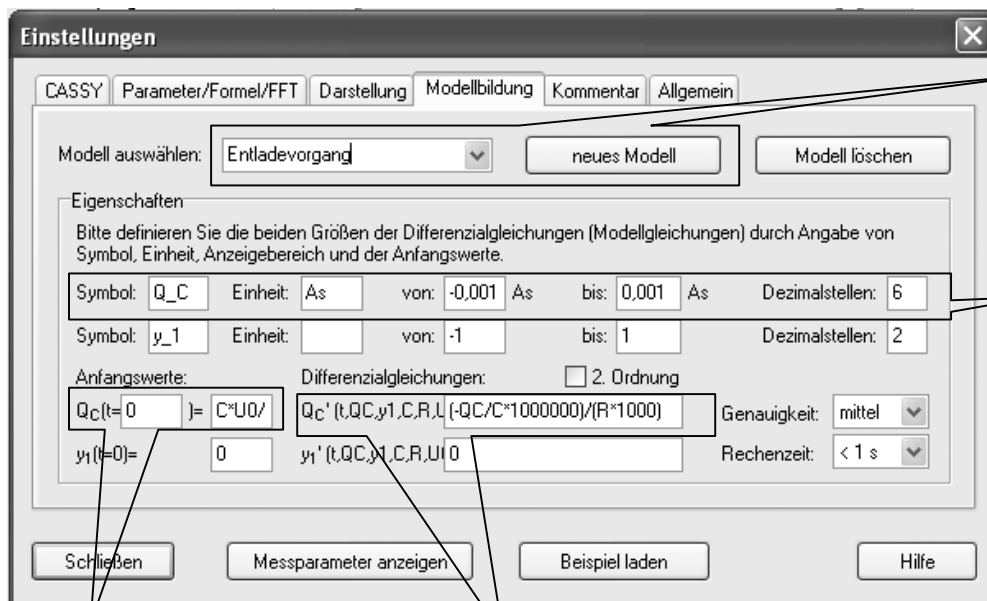 Einstellungen
CASSY Parameter/Formel/FFT Darstellung Modellbildung Kommentar Allgemein
Modell auswählen: Entladevorgang neues Modell Modell löschen
Eigenschaften
Bitte definieren Sie die beiden Größen der Differenzialgleichungen (Modellgleichungen) durch Angabe von
Symbol, Einheit, Anzeigebereich und der Anfangswerte.
Symbol: Q_C Einheit: As von: -0,001 As bis: 0,001 As Dezimalstellen: 6
Symbol: y_1 Einheit: von: -1 bis: 1 Dezimalstellen: 2
Anfangswerte: Differenzialgleichungen: 2. Ordnung
QC(t= 0 )= C*U0/ QC'(t,QC,y1,C,R,U (-QC/C*1000000)/(R*1000) Genauigkeit: mittel
y1(t=0)= 0 y1'(t,QC,y1,C,R,U 0 Rechenzeit: < 1 s
Schließen Messparameter anzeigen Beispiel laden Hilfe